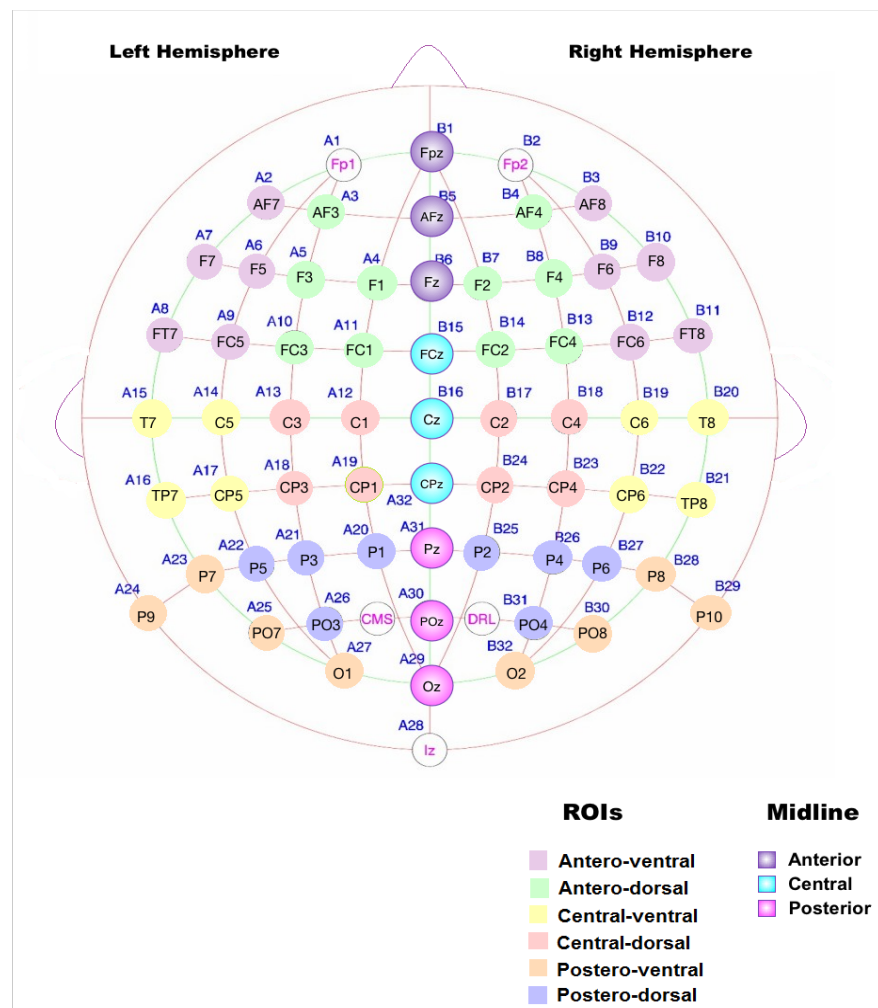 Left Hemisphere Right Hemisphere
A1 B1 B2
Fp1 Fpz Fp2
A2 A3 B5 B4 B3
AF7 AF3 AFz AF4 AF8
A7 A6 A5 A4 B6 B7 B8 B9 B10
F7 F5 F3 F1 Fz F2 F4 F6 F8
A8 A9 A10 A11 B15 B14 B13 B12 B11
FT7 FC5 FC3 FC1 FCz FC2 FC4 FC6 FT8
A15 A14 A13 A12 B16 B17 B18 B19 B20
T7 C5 C3 C1 Cz C2 C4 C6 T8
A16 A17 A18 A19 A32 B24 B23 B22 B21
TP7 CP5 CP3 CP1 CPz CP2 CP4 CP6 TP8
A23 A22 A21 A20 A31 B25 B26 B27 B28
P7 P5 P3 P1 Pz P2 P4 P6 P8
A24 B29
P9 P10
A25 A26 A30 B31 B30
PO7 PO3 CMS POz DRL PO4 PO8
A27 A29 B32
O1 Oz O2
A28
Iz
ROIs Midline
Antero-ventral Anterior
Antero-dorsal Central
Central-ventral Posterior
Central-dorsal
Postero-ventral
Postero-dorsal